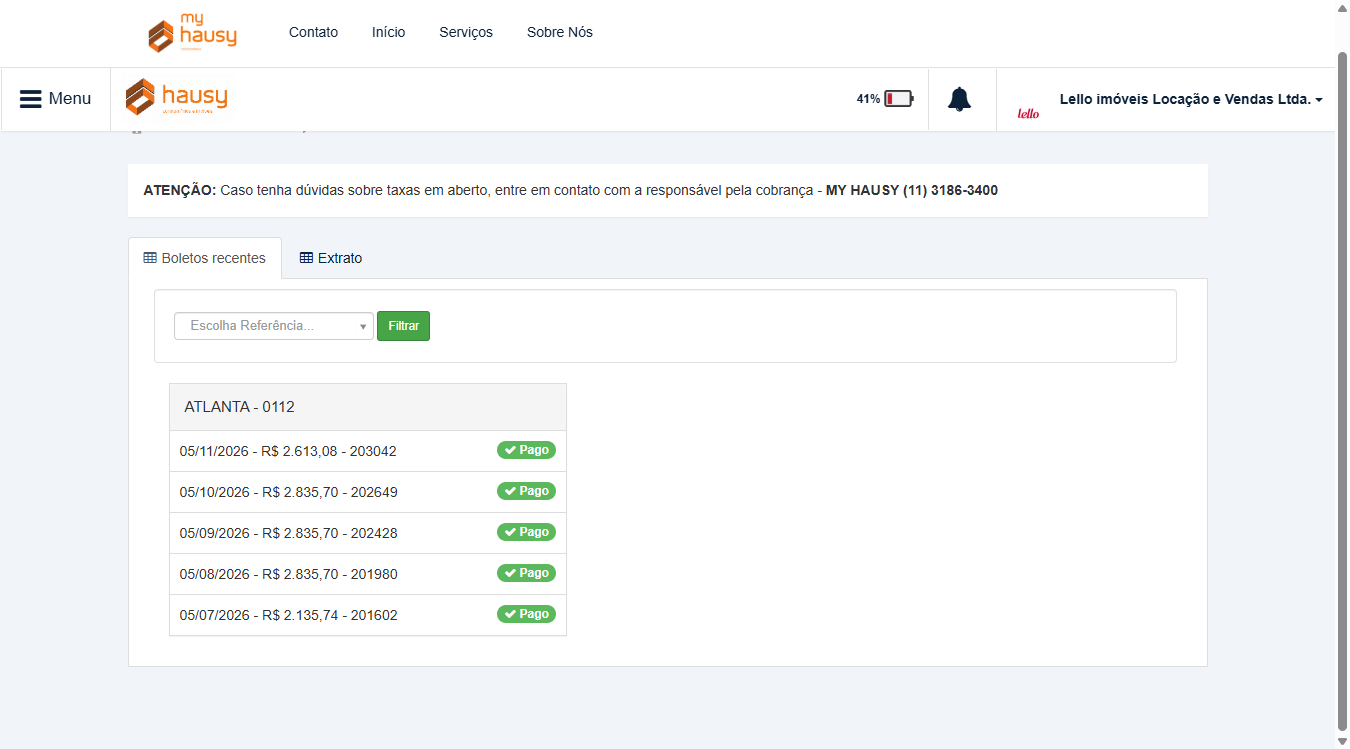 my
hausy
Contato
Início
Serviços
Sobre Nós
Menu
hausy
41%
lello
Lello imóveis Locação e Vendas Ltda.
ATENÇÃO: Caso tenha dúvidas sobre taxas em aberto, entre em contato com a responsável pela cobrança - MY HAUSY (11) 3186-3400
Boletos recentes
Extrato
Escolha Referência...
Filtrar
ATLANTA - 0112
05/11/2026 - R$ 2.613,08 - 203042
Pago
05/10/2026 - R$ 2.835,70 - 202649
Pago
05/09/2026 - R$ 2.835,70 - 202428
Pago
05/08/2026 - R$ 2.835,70 - 201980
Pago
05/07/2026 - R$ 2.135,74 - 201602
Pago